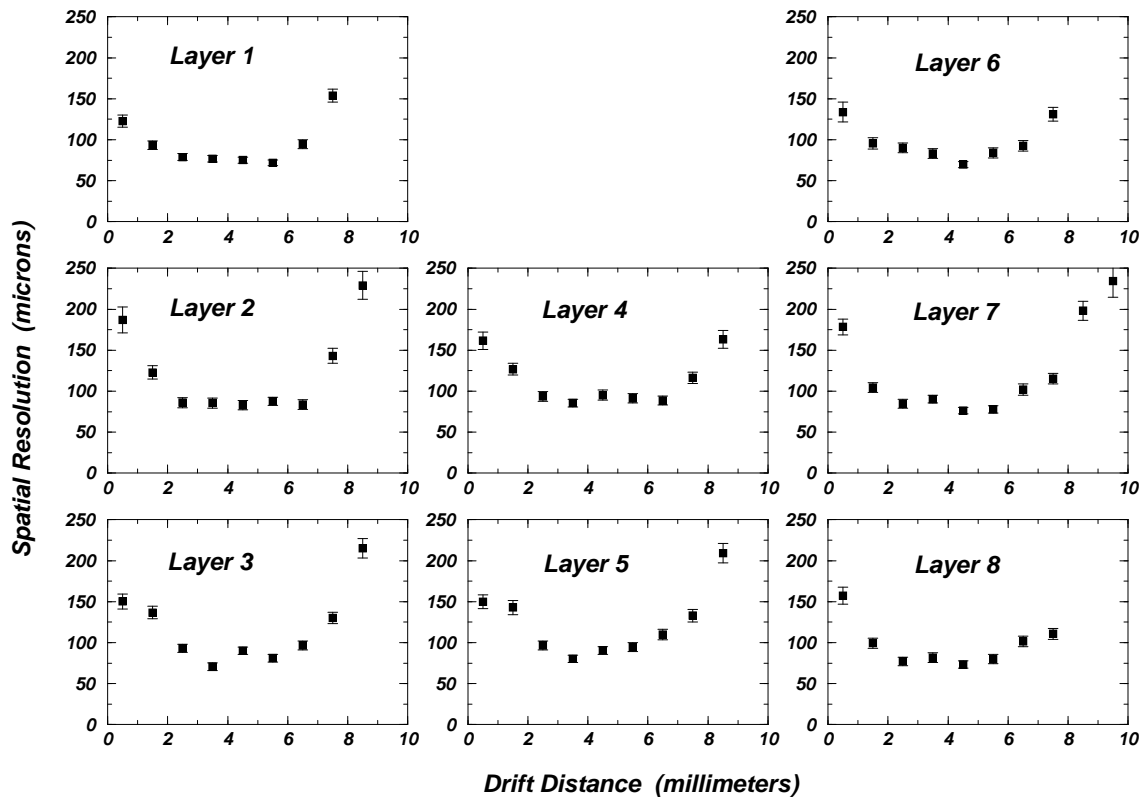 Spatial Resolution (microns)
Layer 1
250
200
150
100
50
0
0 2 4 6 8 10
Layer 6
250
200
150
100
50
0
0 2 4 6 8 10
Layer 2
250
200
150
100
50
0
0 2 4 6 8 10
Layer 4
250
200
150
100
50
0
0 2 4 6 8 10
Layer 7
250
200
150
100
50
0
0 2 4 6 8 10
Layer 3
250
200
150
100
50
0
0 2 4 6 8 10
Layer 5
250
200
150
100
50
0
0 2 4 6 8 10
Layer 8
250
200
150
100
50
0
0 2 4 6 8 10
Drift Distance (millimeters)